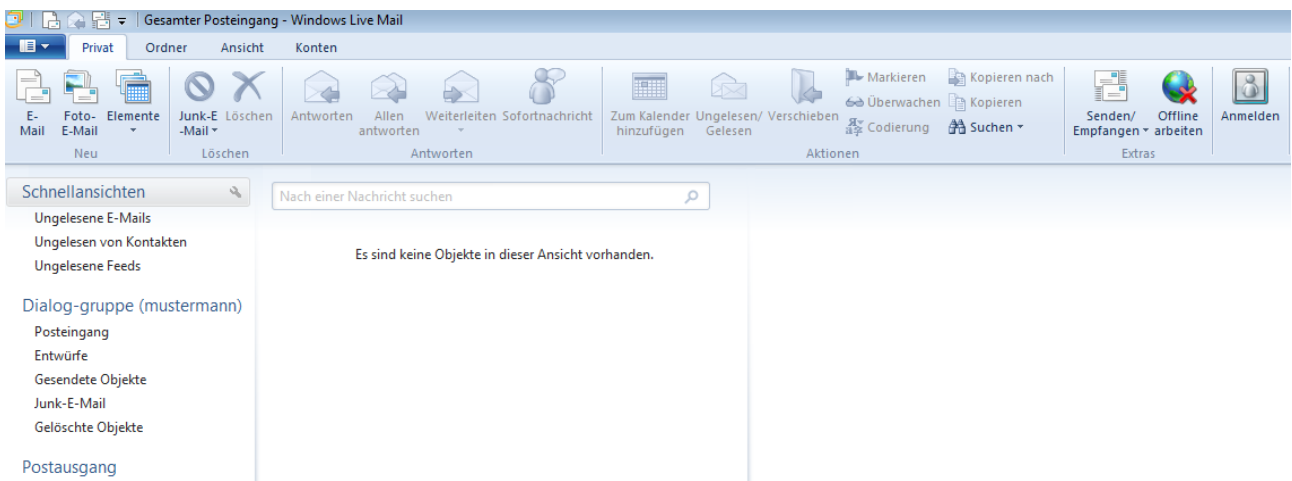 Gesamter Posteingang - Windows Live Mail
Privat Ordner Ansicht Konten
E-Mail
Foto-E-Mail
Elemente
Neu
Junk-E-Mail
Löschen
Löschen
Antworten
Allen antworten
Weiterleiten
Sofortnachricht
Antworten
Zum Kalender hinzufügen
Ungelesen/Gelesen
Verschieben
Markieren
Überwachen
Codierung
Kopieren nach
Kopieren
Suchen
Aktionen
Senden/Empfangen
Offline arbeiten
Extras
Anmelden
Schnellansichten
Ungelesene E-Mails
Ungelesen von Kontakten
Ungelesene Feeds
Dialog-gruppe (mustermann)
Posteingang
Entwürfe
Gesendete Objekte
Junk-E-Mail
Gelöschte Objekte
Postausgang
Nach einer Nachricht suchen
Es sind keine Objekte in dieser Ansicht vorhanden.